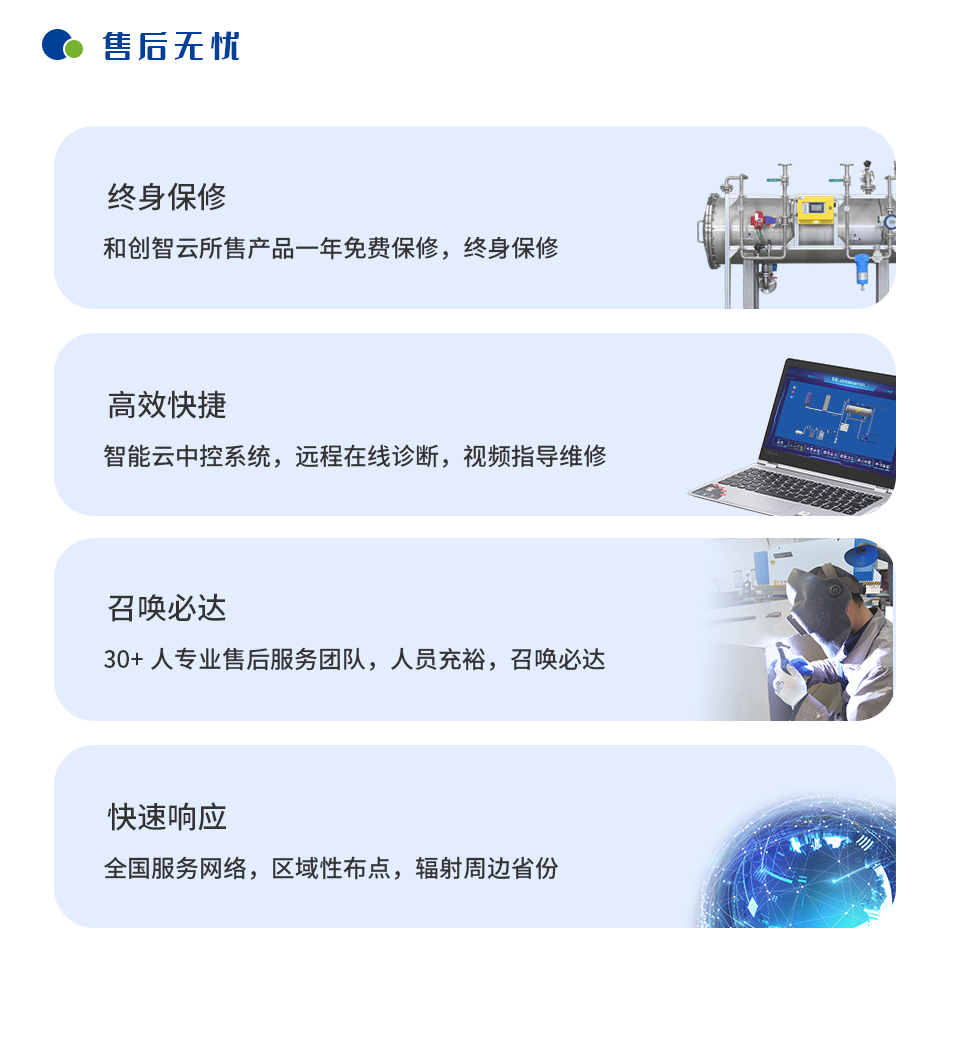 售后无忧
终身保修
和创智云所售产品一年免费保修，终身保修
高效快捷
智能云中控系统，远程在线诊断，视频指导维修
召唤必达
30+ 人专业售后服务团队，人员充裕，召唤必达
快速响应
全国服务网络，区域性布点，辐射周边省份